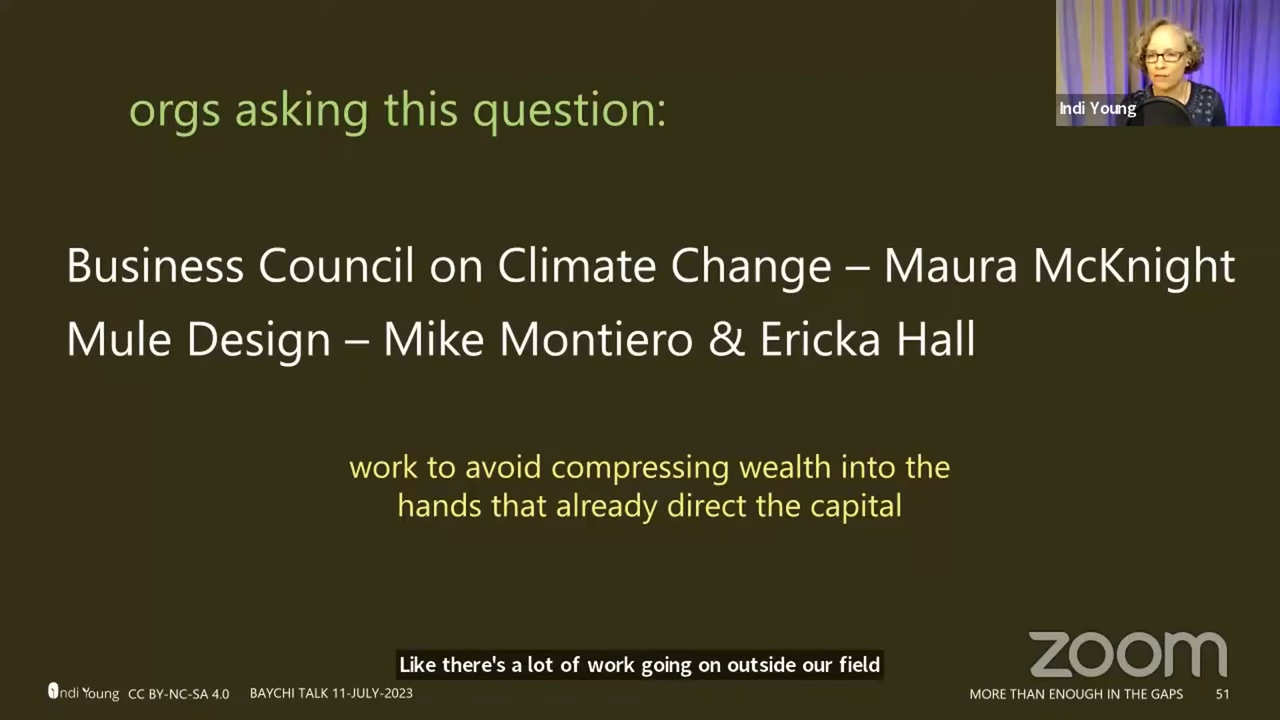 orgs asking this question:
Indi Young
Business Council on Climate Change – Maura McKnight
Mule Design – Mike Montiero & Ericka Hall
work to avoid compressing wealth into the
hands that already direct the capital
zoom
Like there's a lot of work going on outside our field
Indi Young CC BY-NC-SA 4.0 BAYCHI TALK 11-JULY-2023 MORE THAN ENOUGH IN THE GAPS 51